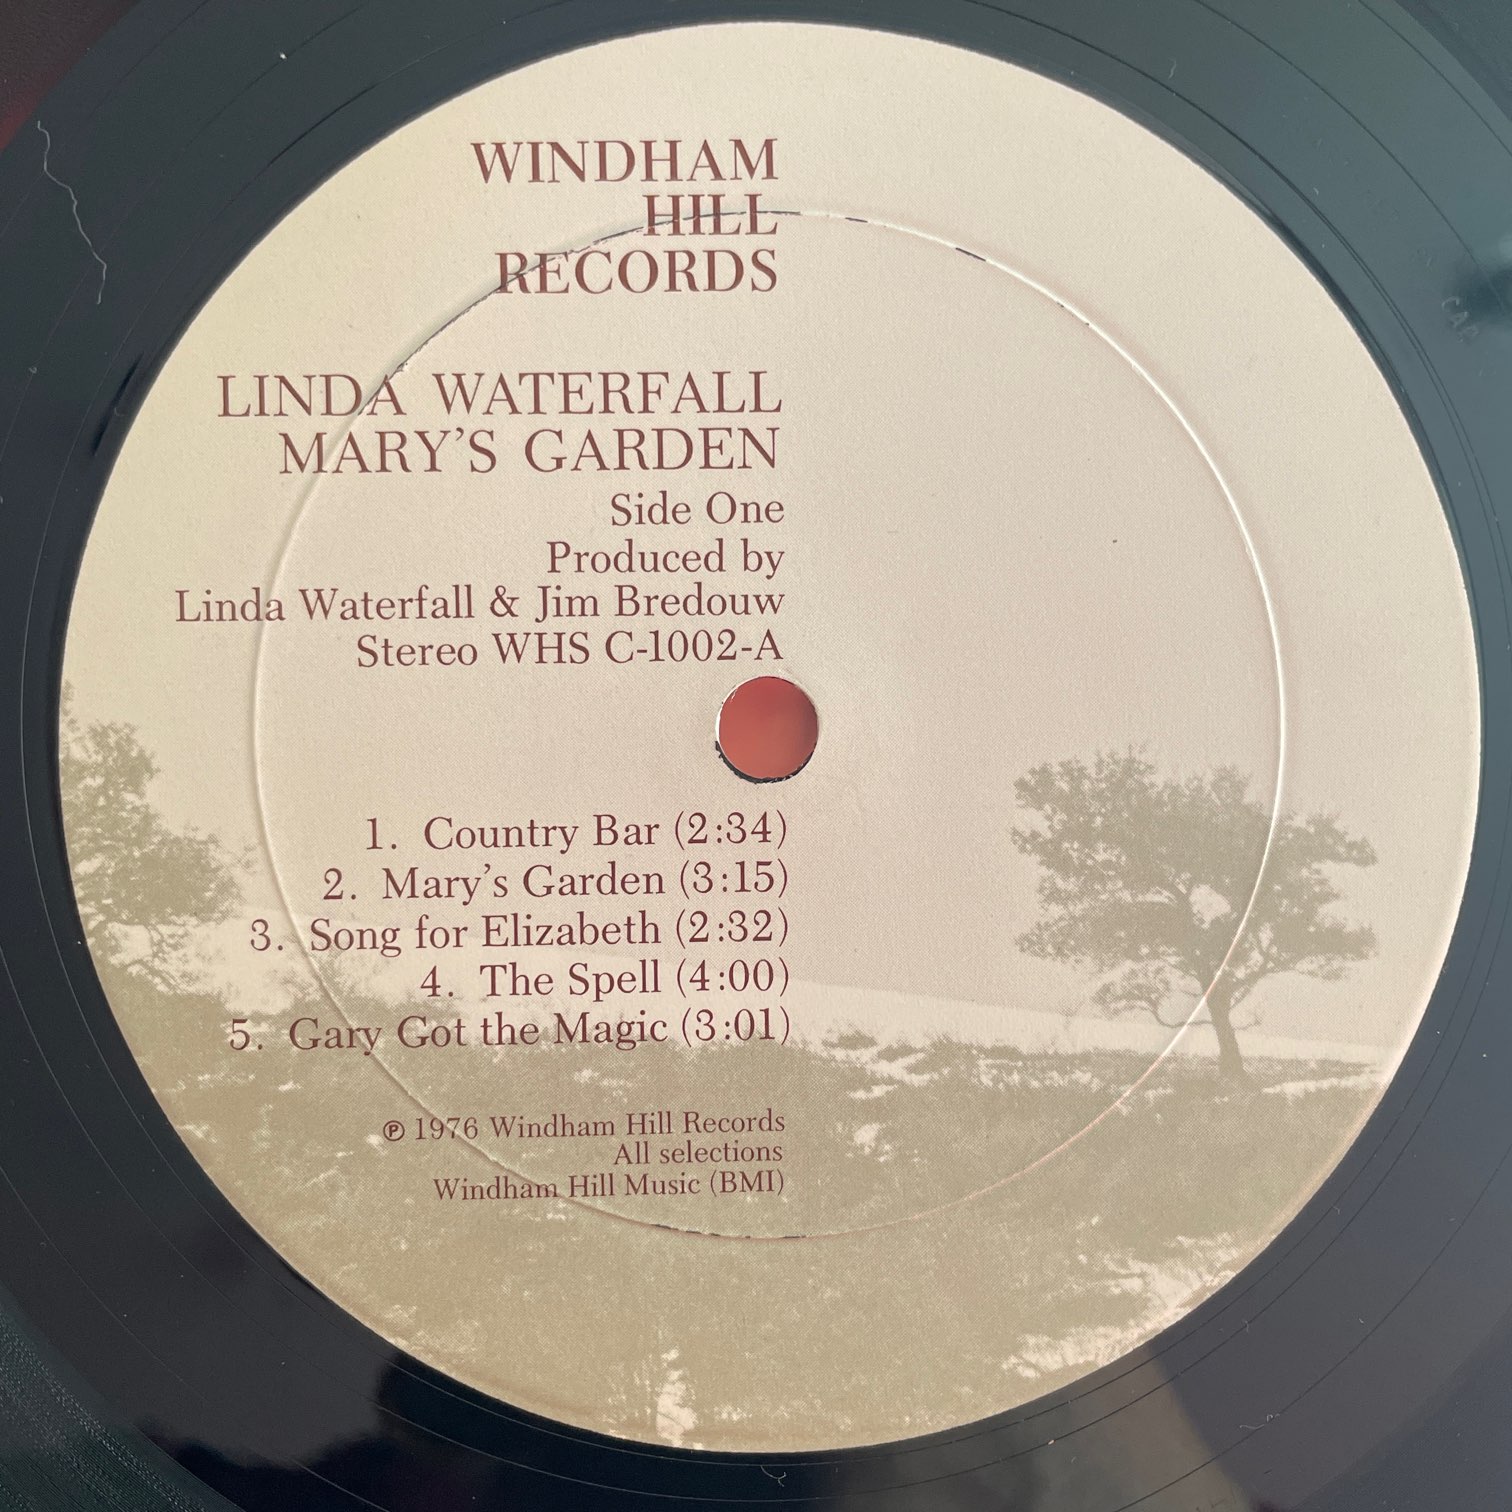 WINDHAM
HILL
RECORDS
LINDA WATERFALL
MARY'S GARDEN
Side One
Produced by
Linda Waterfall & Jim Bredouw
Stereo WHS C-1002-A
1. Country Bar (2:34)
2. Mary's Garden (3:15)
3. Song for Elizabeth (2:32)
4. The Spell (4:00)
5. Gary Got the Magic (3:01)
℗ 1976 Windham Hill Records
All selections
Windham Hill Music (BMI)